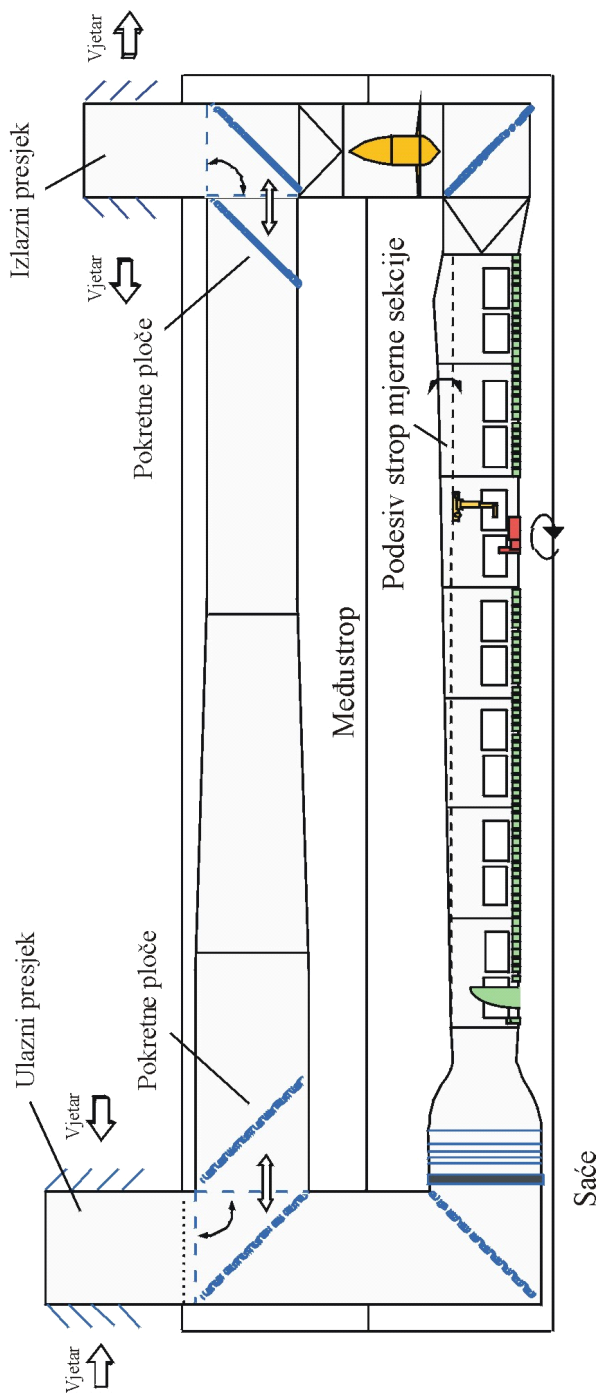 Ulazni presjek
Izlazni presjek
Vjetar
Vjetar
Vjetar
Vjetar
Pokretne ploče
Pokretne ploče
Međustrop
Podesiv strop mjerne sekcije
Saće